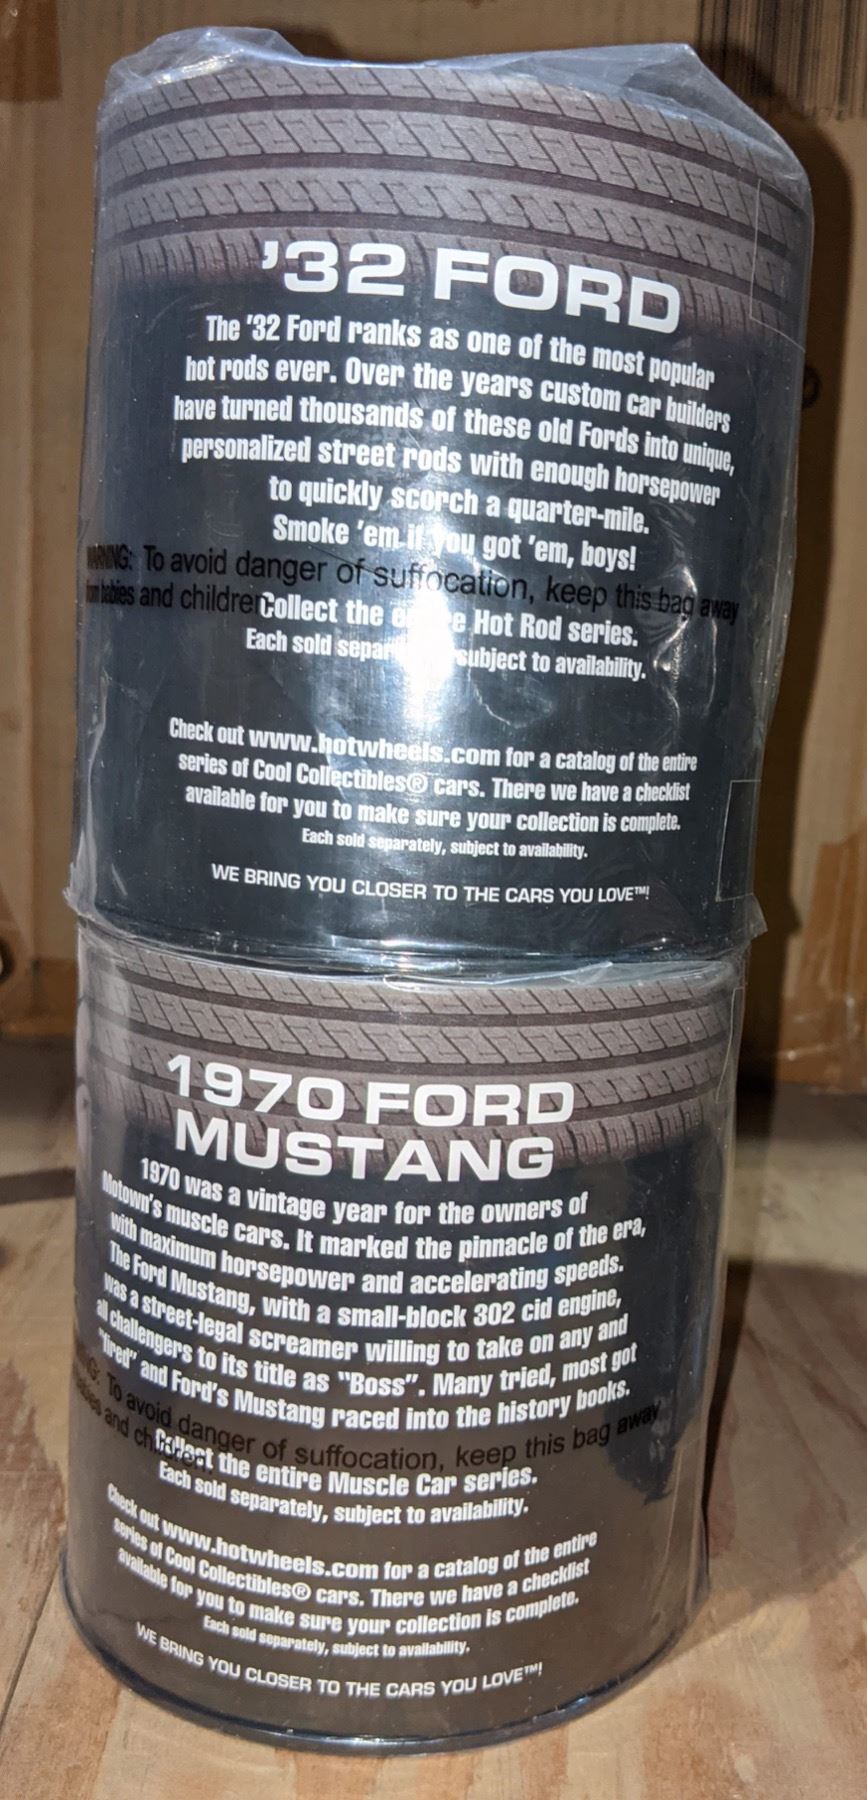 '32 FORD
The '32 Ford ranks as one of the most popular
hot rods ever. Over the years custom car builders
have turned thousands of these old Fords into unique,
personalized street rods with enough horsepower
to quickly scorch a quarter-mile.
Smoke 'em if you got 'em, boys!
WARNING: To avoid danger of suffocation, keep this bag away
from babies and children
Collect the entire Hot Rod series.
Each sold separ subject to availability.
Check out www.hotwheels.com for a catalog of the entire
series of Cool Collectibles® cars. There we have a checklist
available for you to make sure your collection is complete.
Each sold separately, subject to availability.
WE BRING YOU CLOSER TO THE CARS YOU LOVE™!
1970 FORD
MUSTANG
1970 was a vintage year for the owners of
Motown's muscle cars. It marked the pinnacle of the era,
with maximum horsepower and accelerating speeds.
The Ford Mustang, with a small-block 302 cid engine,
was a street-legal screamer willing to take on any and
all challengers to its title as "Boss". Many tried, most got
"fired" and Ford's Mustang raced into the history books.
G: To avoid danger of suffocation, keep this bag away
babies and children.
Collect the entire Muscle Car series.
Each sold separately, subject to availability.
Check out www.hotwheels.com for a catalog of the entire
series of Cool Collectibles® cars. There we have a checklist
available for you to make sure your collection is complete.
Each sold separately, subject to availability.
WE BRING YOU CLOSER TO THE CARS YOU LOVE™!